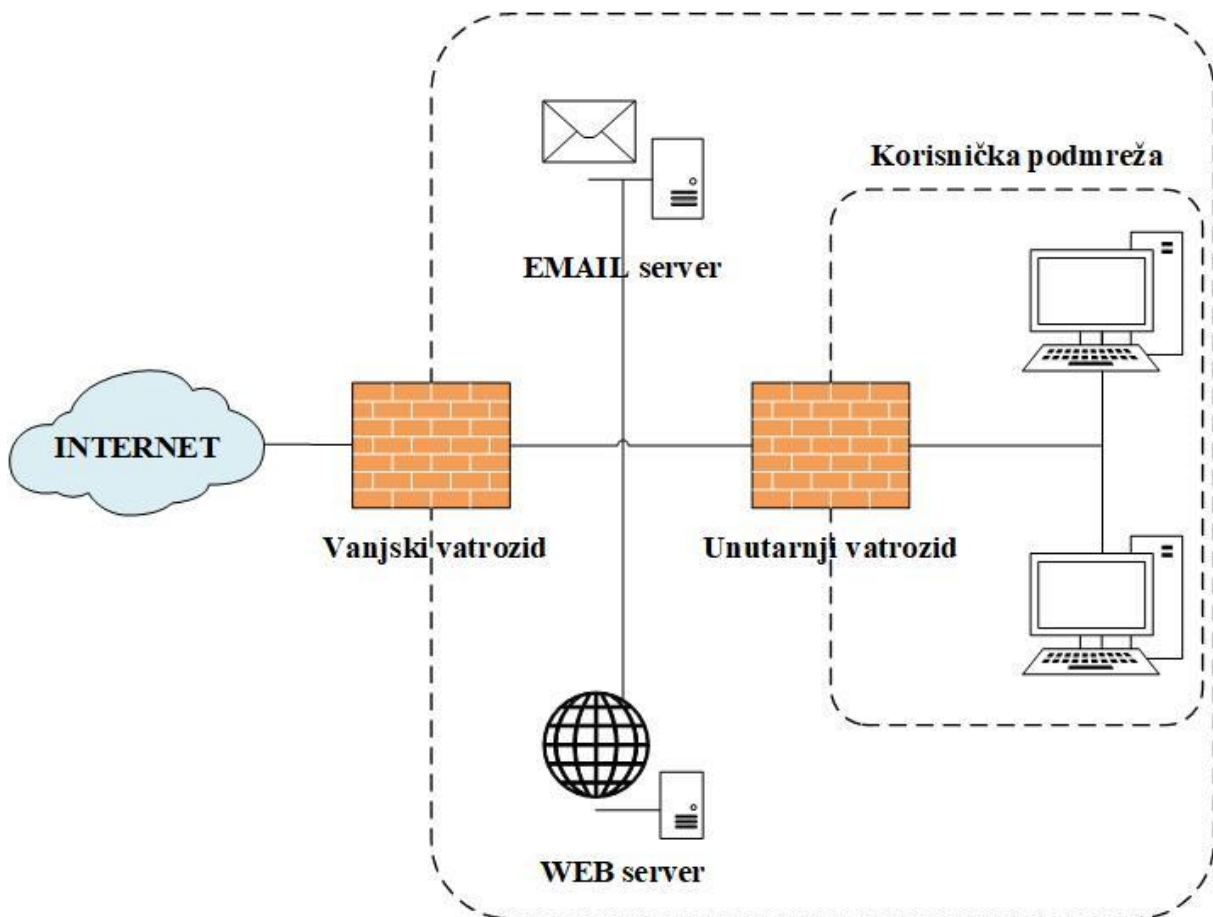 Korisnička podmreža
EMAIL server
INTERNET
Vanjski vatrozid
Unutarnji vatrozid
WEB server